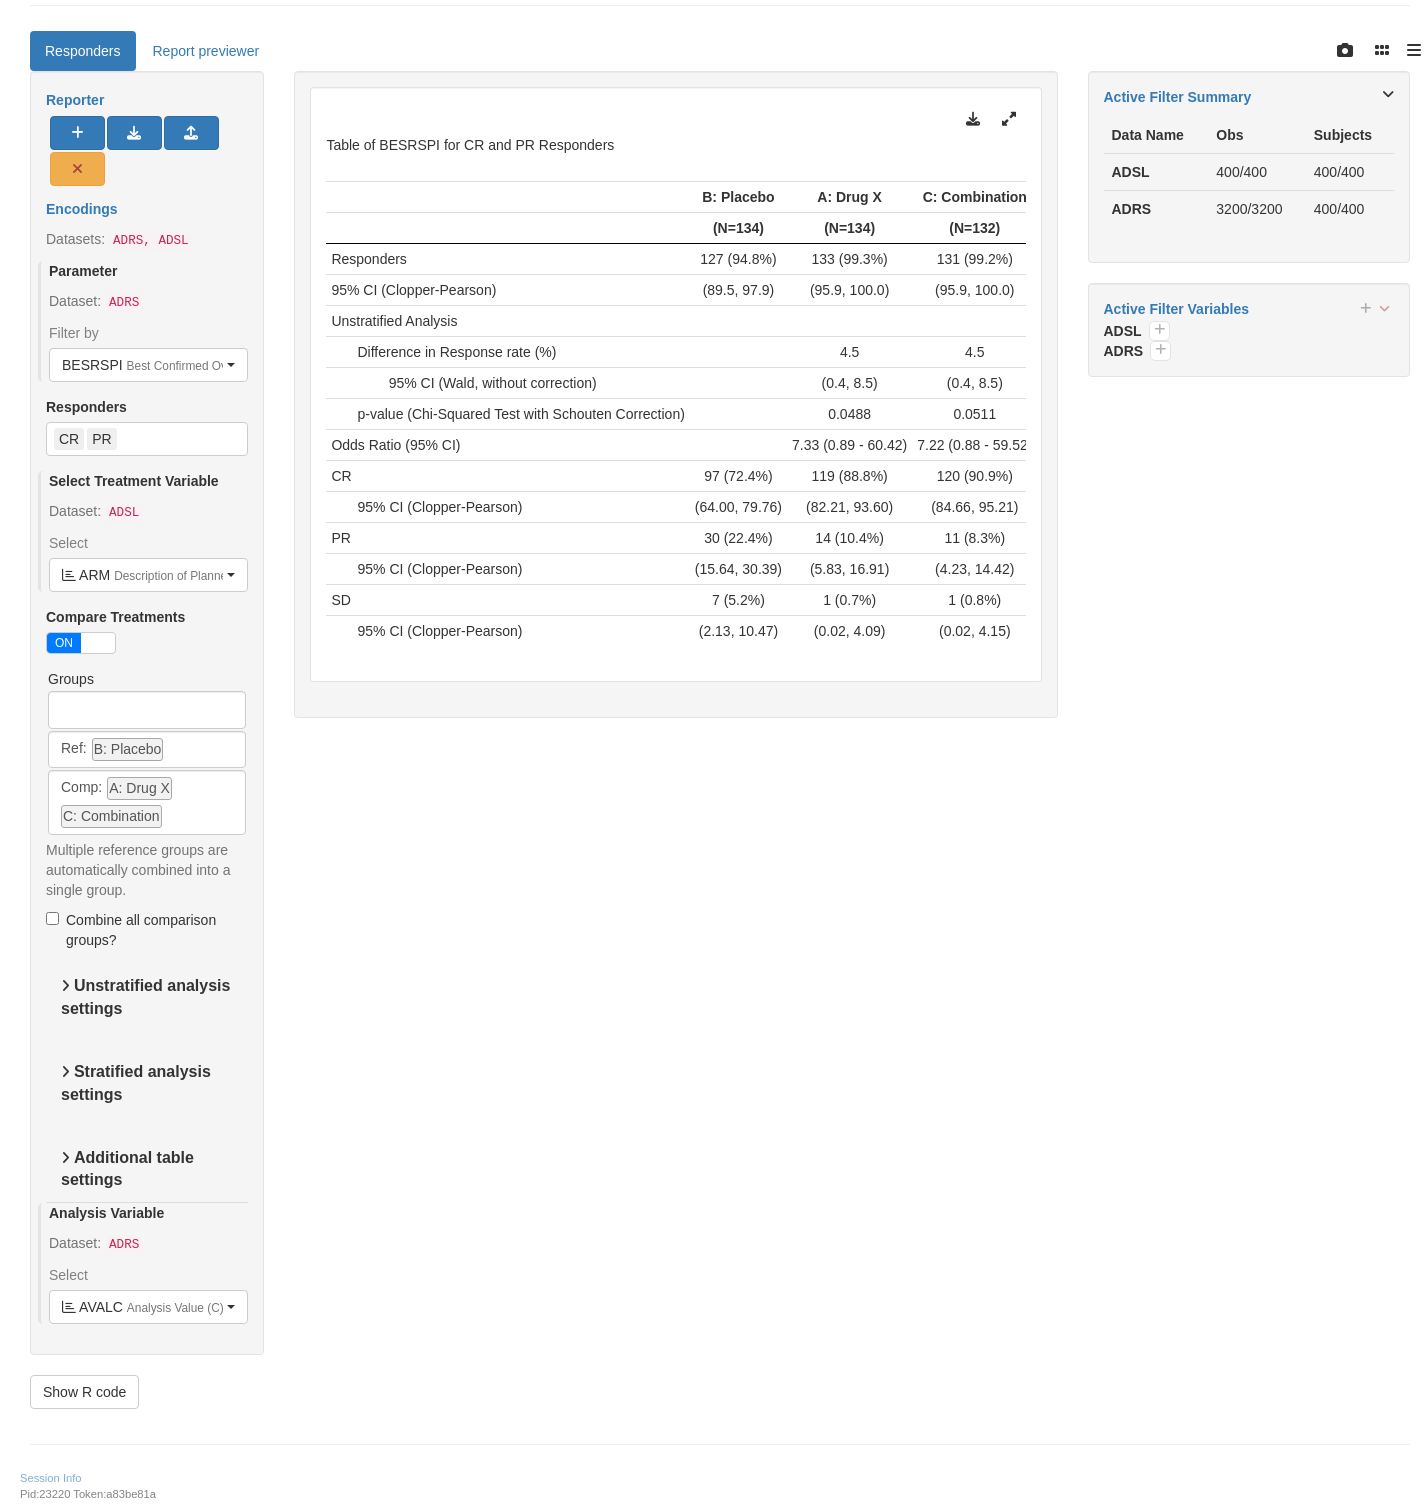 Responders
Report previewer
Reporter
Encodings
Datasets: ADRS, ADSL
Parameter
Dataset: ADRS
Filter by
BESRSPI Best Confirmed
Responders
CR PR
Select Treatment Variable
Dataset: ADSL
Select
ARM Description of
Compare Treatments
ON
Groups
Ref: B: Placebo
Comp: A: Drug X
C: Combination
Multiple reference groups are
automatically combined into a
single group.
Combine all comparison
groups?
Unstratified analysis
settings
Stratified analysis
settings
Additional table
settings
Analysis Variable
Dataset: ADRS
Select
AVALC Analysis Value (C)
Show R code
Table of BESRSPI for CR and PR Responders
B: Placebo A: Drug X C: Combination
(N=134) (N=134) (N=132)
Responders 127 (94.8%) 133 (99.3%) 131 (99.2%)
95% CI (Clopper-Pearson) (89.5, 97.9) (95.9, 100.0) (95.9, 100.0)
Unstratified Analysis
Difference in Response rate (%) 4.5 4.5
95% CI (Wald, without correction) (0.4, 8.5) (0.4, 8.5)
p-value (Chi-Squared Test with Schouten Correction) 0.0488 0.0511
Odds Ratio (95% CI) 7.33 (0.89 - 60.42) 7.22 (0.88 - 59.52
CR 97 (72.4%) 119 (88.8%) 120 (90.9%)
95% CI (Clopper-Pearson) (64.00, 79.76) (82.21, 93.60) (84.66, 95.21)
PR 30 (22.4%) 14 (10.4%) 11 (8.3%)
95% CI (Clopper-Pearson) (15.64, 30.39) (5.83, 16.91) (4.23, 14.42)
SD 7 (5.2%) 1 (0.7%) 1 (0.8%)
95% CI (Clopper-Pearson) (2.13, 10.47) (0.02, 4.09) (0.02, 4.15)
Active Filter Summary
Data Name Obs Subjects
ADSL 400/400 400/400
ADRS 3200/3200 400/400
Active Filter Variables
ADSL
ADRS
Session Info
Pid:23220 Token:a83be81a